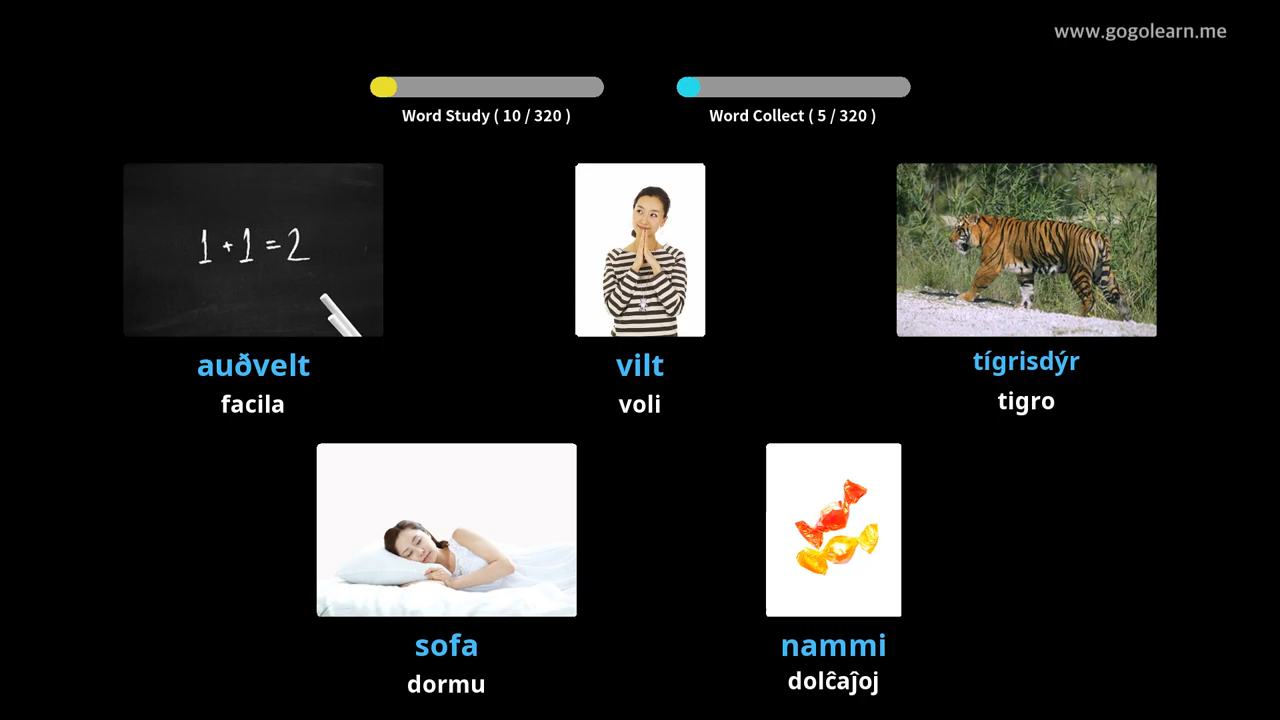 www.gogolearn.me
Word Study ( 10 / 320 )
Word Collect ( 5 / 320 )
1 + 1 = 2
auðvelt
facila
vilt
voli
tígrisdýr
tigro
sofa
dormu
nammi
dolĉaĵoj